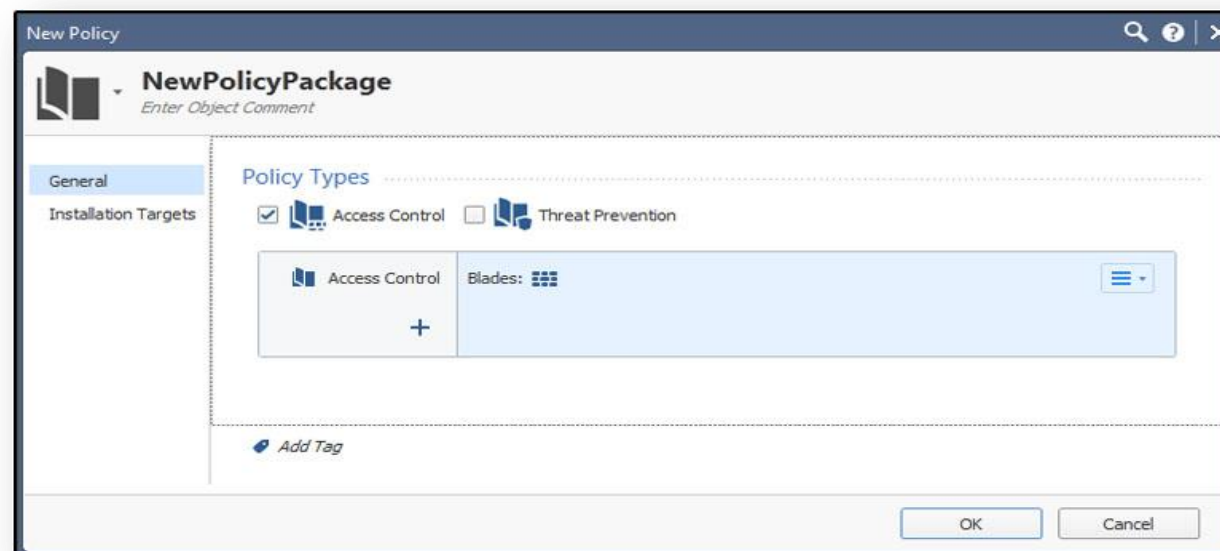 New Policy
NewPolicyPackage
Enter Object Comment
General
Installation Targets
Policy Types
Access Control Threat Prevention
Access Control Blades:
Add Tag
OK Cancel